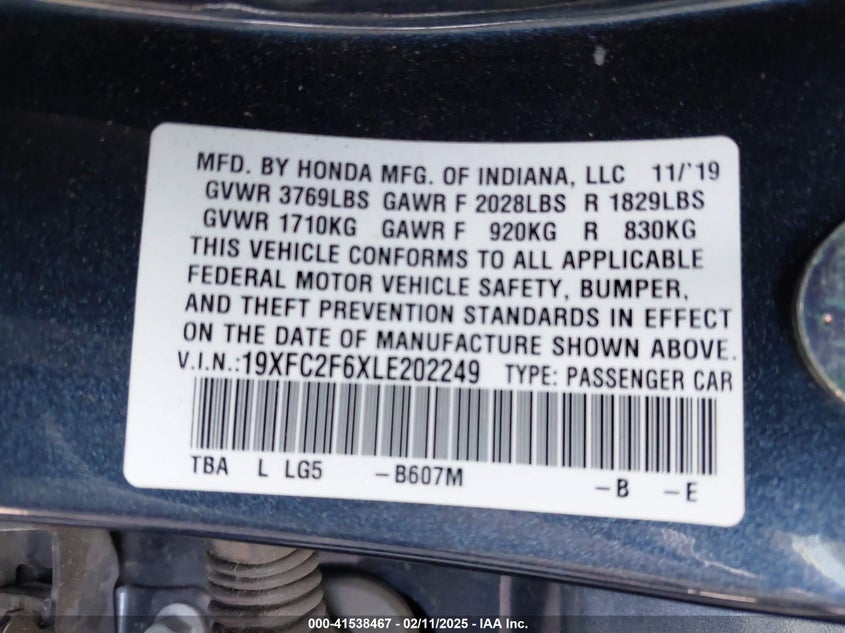 MFD. BY HONDA MFG. OF INDIANA, LLC 11/'19
GVWR 3769LBS GAWR F 2028LBS R 1829LBS
GVWR 1710KG GAWR F 920KG R 830KG
THIS VEHICLE CONFORMS TO ALL APPLICABLE
FEDERAL MOTOR VEHICLE SAFETY, BUMPER,
AND THEFT PREVENTION STANDARDS IN EFFECT
ON THE DATE OF MANUFACTURE SHOWN ABOVE.
V.I.N.:19XFC2F6XLE202249 TYPE: PASSENGER CAR
TBA L LG5 -B607M -B -E
000-41538467 - 02/11/2025 - IAA Inc.